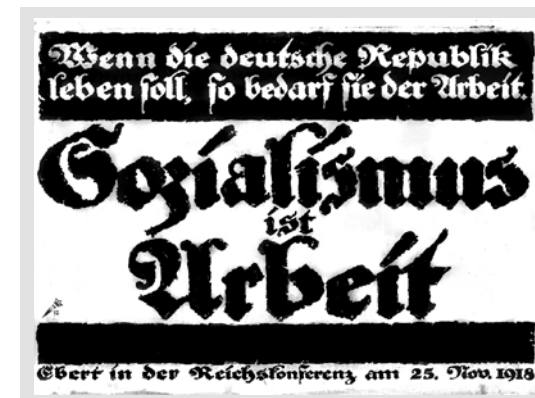 Wenn die deutsche Republik
leben soll, so bedarf sie der Arbeit.
Sozialismus
ist
Arbeit
Ebert in der Reichskonferenz am 25. Nov. 1918